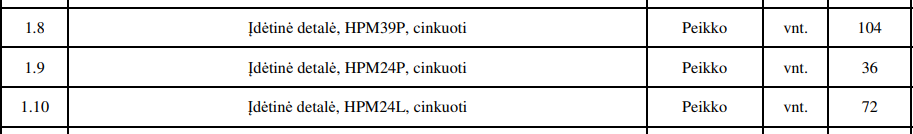 1.8 Įdėtinė detalė, HPM39P, cinkuoti Peikko vnt. 104
1.9 Įdėtinė detalė, HPM24P, cinkuoti Peikko vnt. 36
1.10 Įdėtinė detalė, HPM24L, cinkuoti Peikko vnt. 72